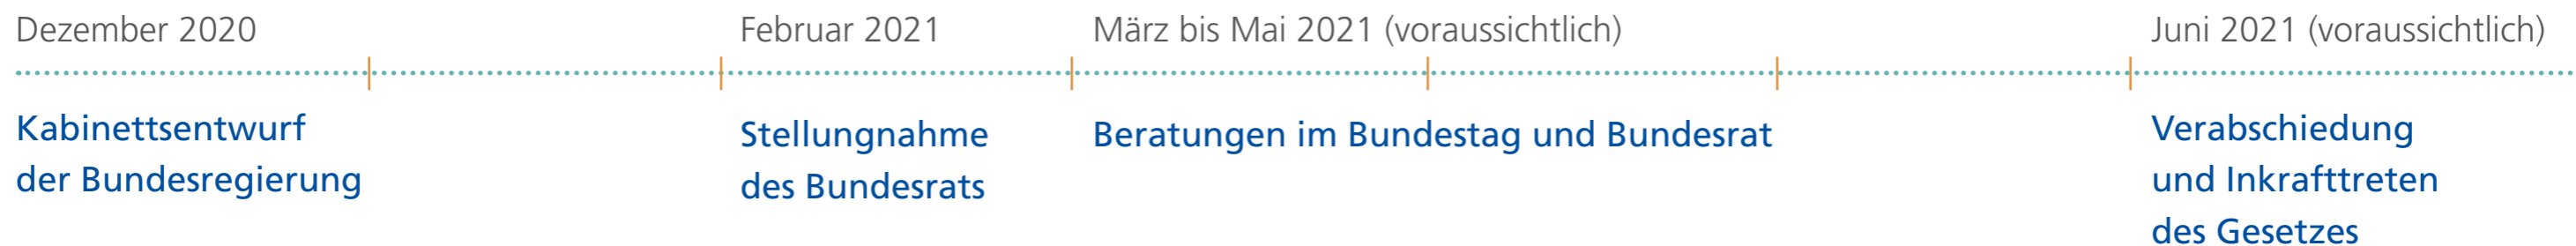 Dezember 2020
Februar 2021
März bis Mai 2021 (voraussichtlich)
Juni 2021 (voraussichtlich)
Kabinettsentwurf
der Bundesregierung
Stellungnahme
des Bundesrats
Beratungen im Bundestag und Bundesrat
Verabschiedung
und Inkrafttreten
des Gesetzes